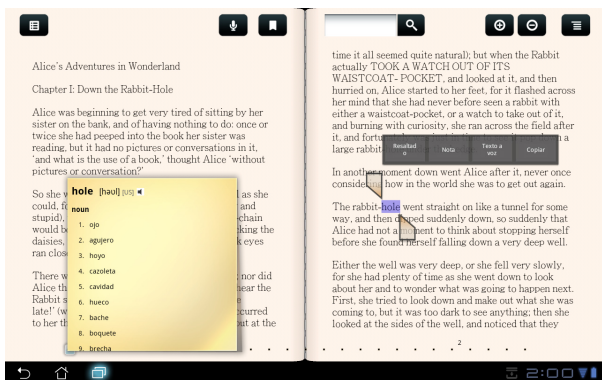 Alice's Adventures in Wonderland
Chapter I: Down the Rabbit-Hole
Alice was beginning to get very tired of sitting by her
sister on the bank, and of having nothing to do: once or
twice she had peeped into the book her sister was
reading, but it had no pictures or conversations in it,
'and what is the use of a book,' thought Alice 'without
pictures or conversation?'
So she w
l as she
could, fo
and
stupid),
-chain
would b
cking the
daisies,
k eyes
ran clos
There w
nor did
Alice th
hear the
Rabbit s
late!' (w
curred
to her th
but at the
hole [həʊl] [US]
noun
1. ojo
2. agujero
3. hoyo
4. cazoleta
5. cavidad
6. hueco
7. bache
8. boquete
9. brecha
time it all seemed quite natural); but when the Rabbit
actually TOOK A WATCH OUT OF ITS
WAISTCOAT- POCKET, and looked at it, and then
hurried on, Alice started to her feet, for it flashed across
her mind that she had never before seen a rabbit with
either a waistcoat-pocket, or a watch to take out of it,
and burning with curiosity, she ran across the field after
it, and
large rabbit
Resaltad
o
Nota
Texto a
voz
Copiar
In another moment down went Alice after it, never once
considering how in the world she was to get out again.
The rabbit-hole went straight on like a tunnel for some
way, and then dipped suddenly down, so suddenly that
Alice had not a moment to think about stopping herself
before she found herself falling down a very deep well.
Either the well was very deep, or she fell very slowly,
for she had plenty of time as she went down to look
about her and to wonder what was going to happen next.
First, she tried to look down and make out what she was
coming to, but it was too dark to see anything; then she
looked at the sides of the well, and noticed that they
2
2:00